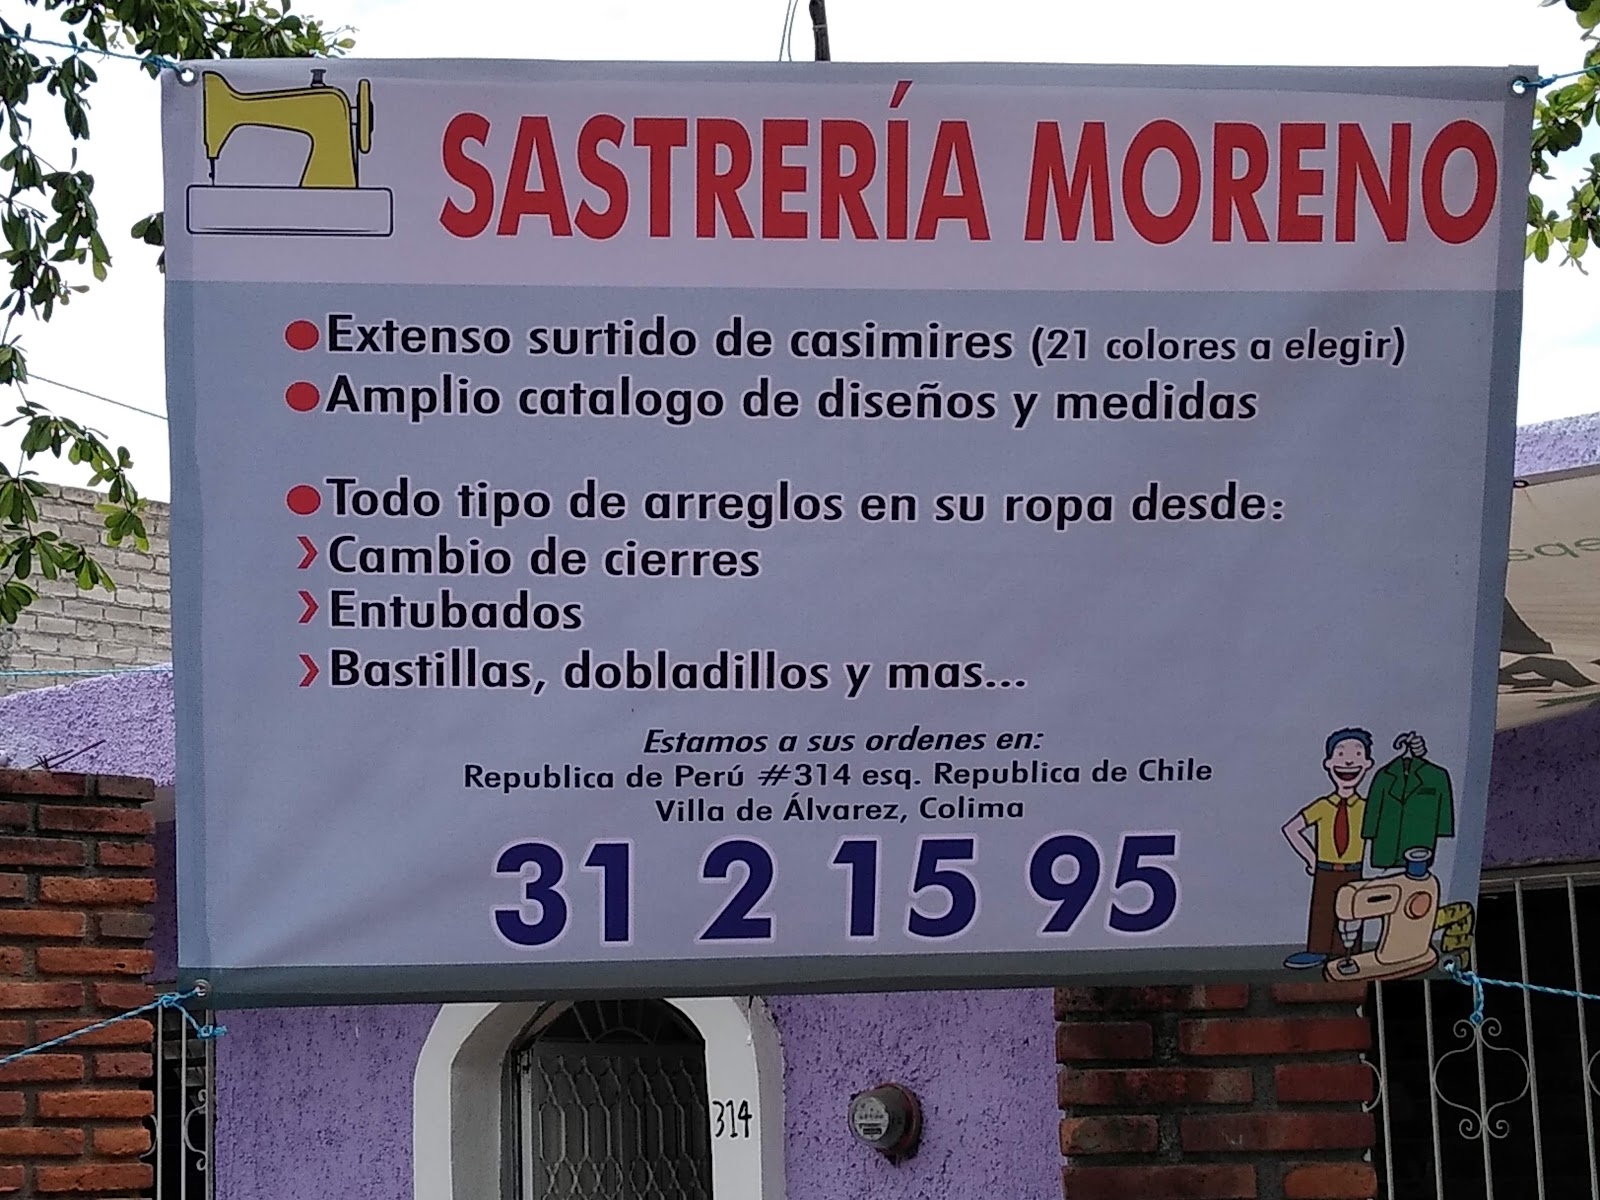 SASTRERÍA MORENO
Extenso surtido de casimires (21 colores a elegir)
Amplio catalogo de diseños y medidas
Todo tipo de arreglos en su ropa desde:
Cambio de cierres
Entubados
Bastillas, dobladillos y mas...
Estamos a sus ordenes en:
Republica de Perú #314 esq. Republica de Chile
Villa de Álvarez, Colima
31 2 15 95
314